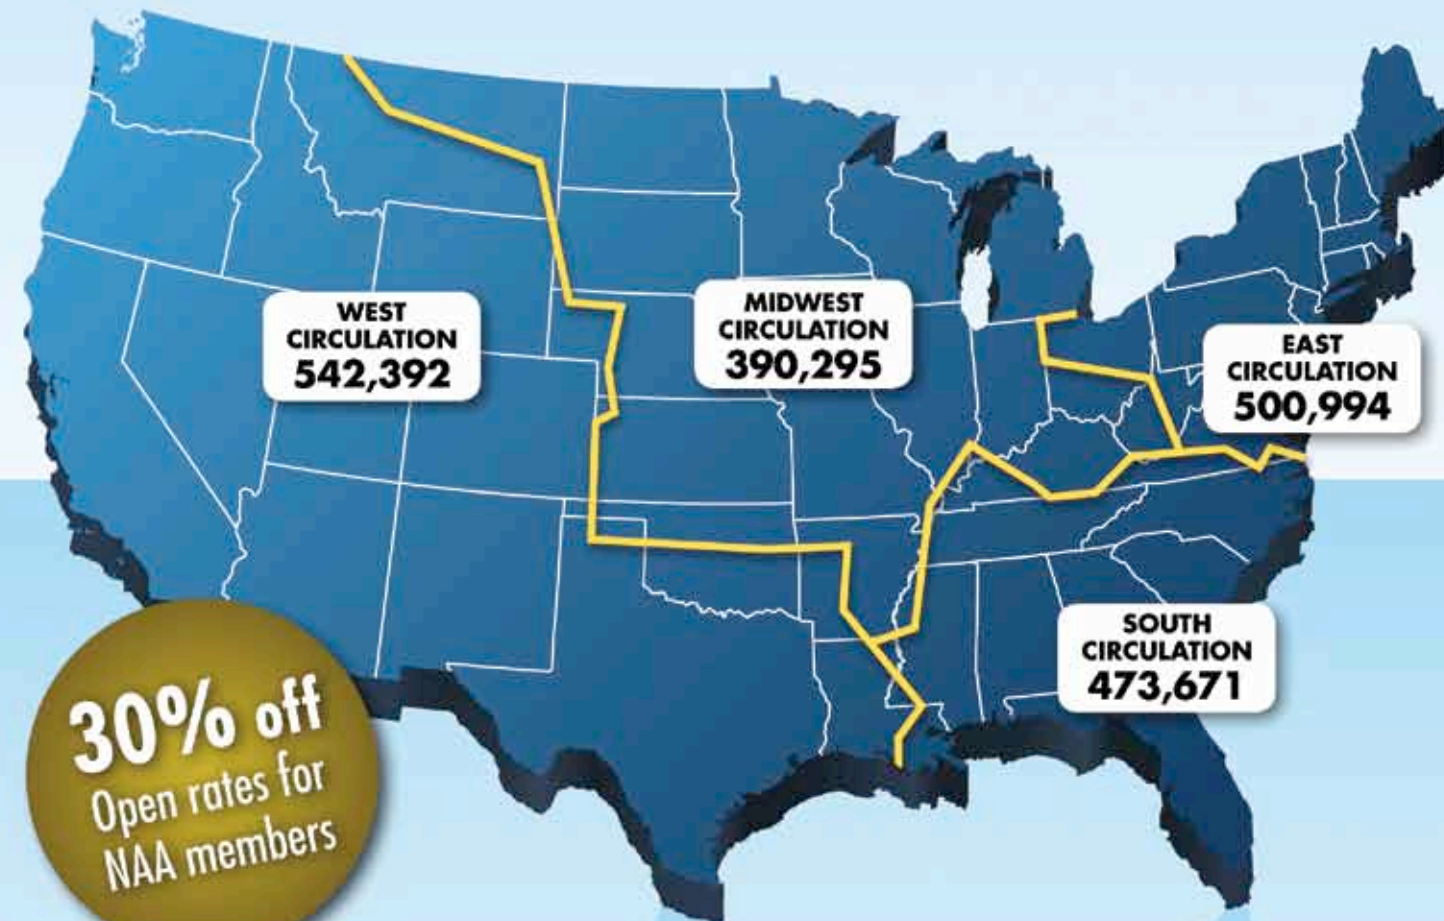 WEST
CIRCULATION
542,392
MIDWEST
CIRCULATION
390,295
EAST
CIRCULATION
500,994
SOUTH
CIRCULATION
473,671
30% off
Open rates for
NAA members